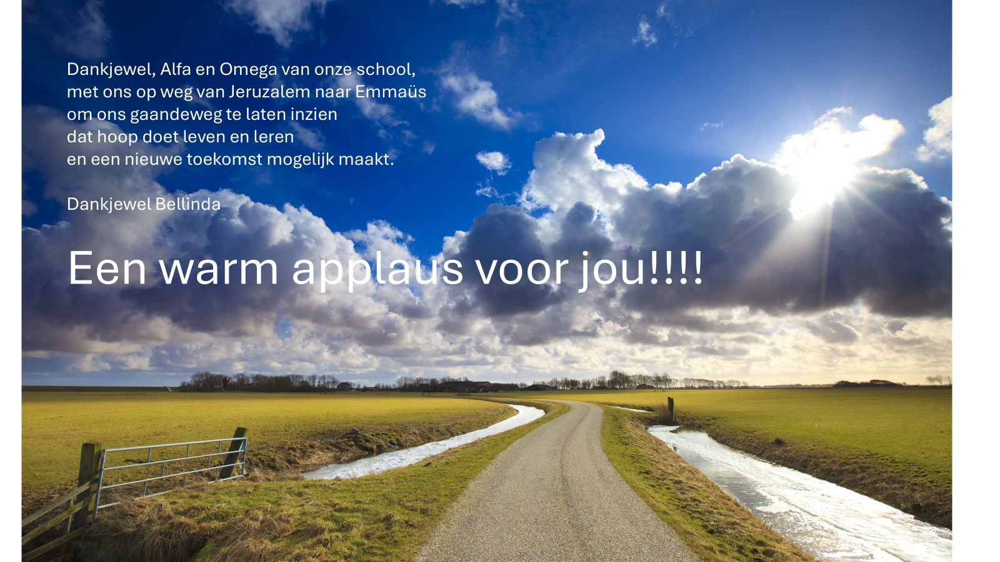 Dankjewel, Alfa en Omega van onze school,
met ons op weg van Jeruzalem naar Emmaüs
om ons gaandeweg te laten inzien
dat hoop doet leven en leren
en een nieuwe toekomst mogelijk maakt.
Dankjewel Bellinda
Een warm applaus voor jou!!!!